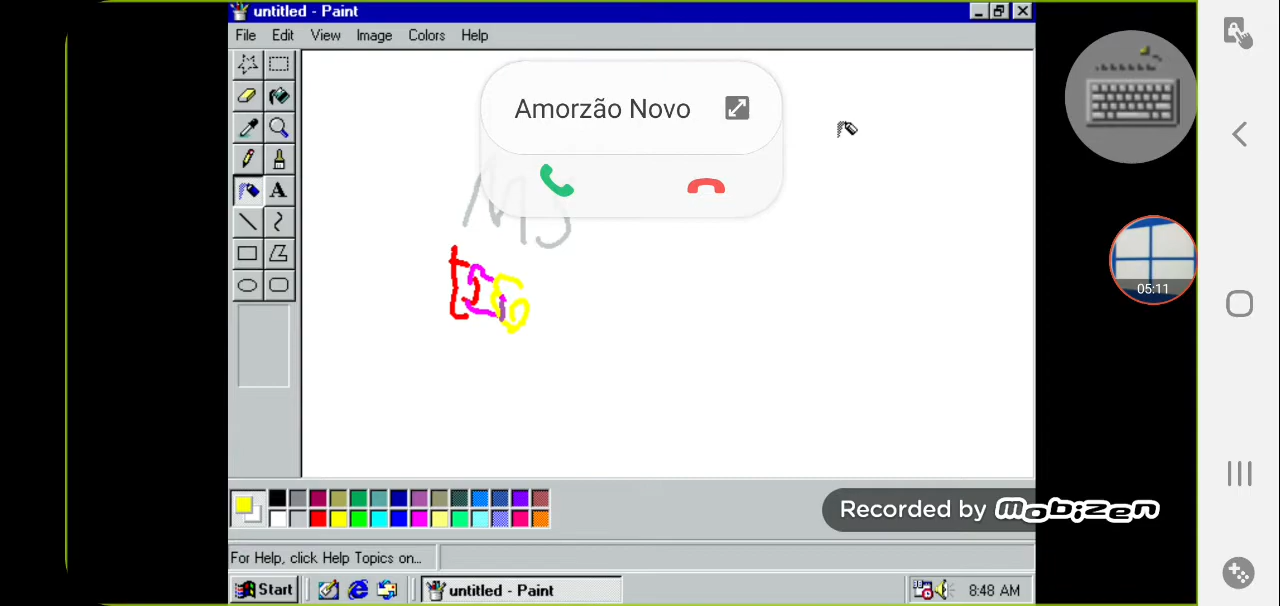 untitled - Paint
File Edit View Image Colors Help
Amorzão Novo
MS
05:11
Recorded by mobizen
For Help, click Help Topics on...
Start untitled - Paint 8:48 AM